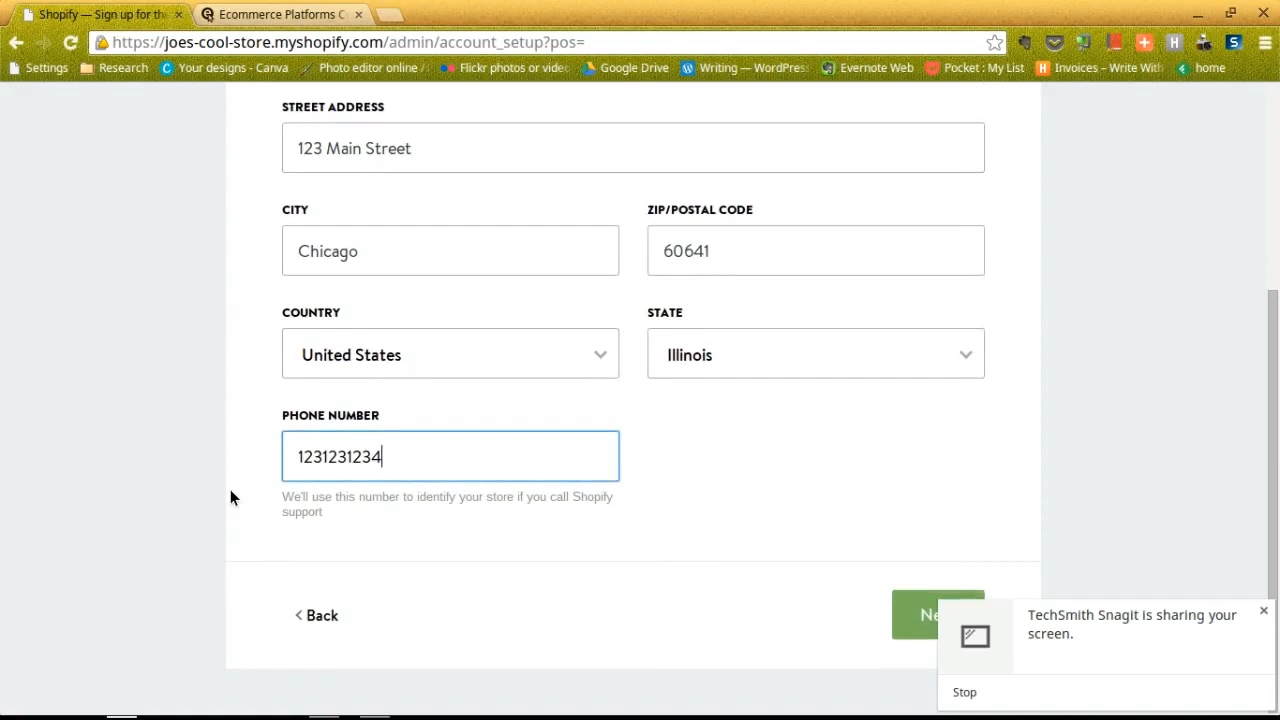 Shopify — Sign up for th
Ecommerce Platforms C
https://joes-cool-store.myshopify.com/admin/account_setup?pos=
Settings Research Your designs - Canva Photo editor online / Flickr photos or vide Google Drive Writing — WordPres Evernote Web Pocket : My List Invoices – Write With home
STREET ADDRESS
123 Main Street
CITY ZIP/POSTAL CODE
Chicago 60641
COUNTRY STATE
United States Illinois
PHONE NUMBER
1231231234
We'll use this number to identify your store if you call Shopify
support
< Back Ne
TechSmith Snagit is sharing your
screen.
Stop